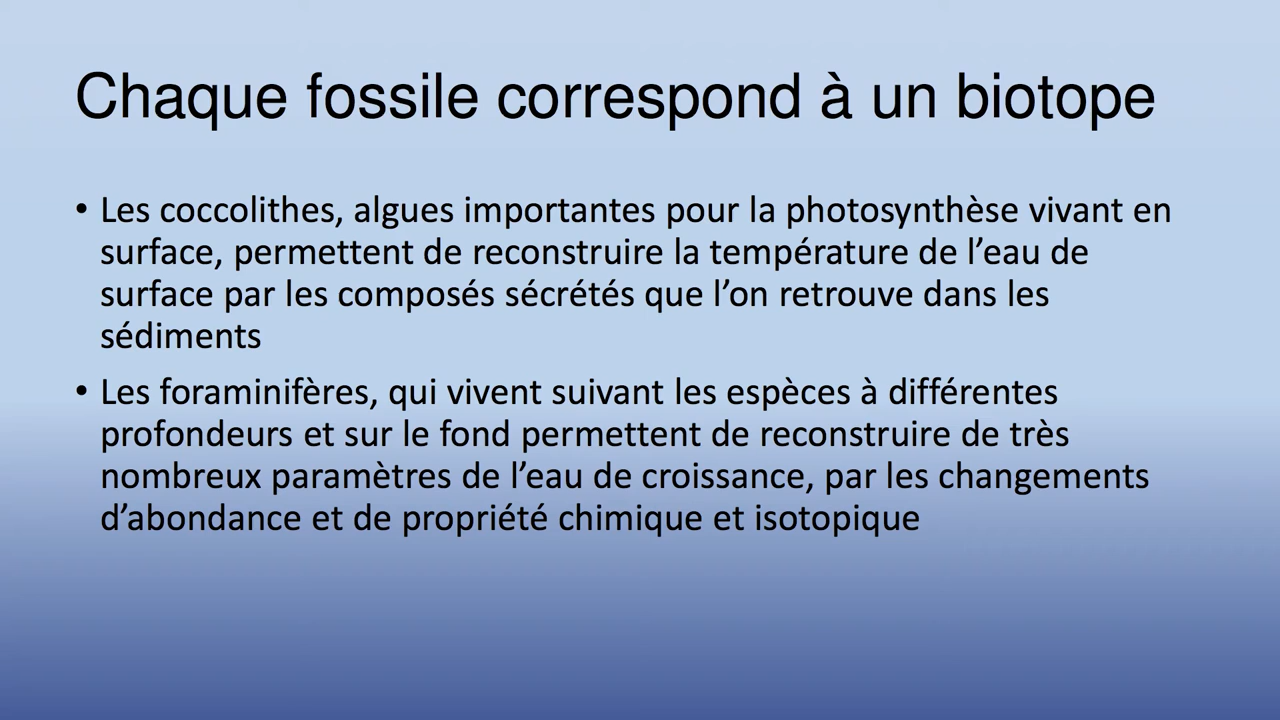 Chaque fossile correspond à un biotope
• Les coccolithes, algues importantes pour la photosynthèse vivant en
surface, permettent de reconstruire la température de l’eau de
surface par les composés sécrétés que l’on retrouve dans les
sédiments
• Les foraminifères, qui vivent suivant les espèces à différentes
profondeurs et sur le fond permettent de reconstruire de très
nombreux paramètres de l’eau de croissance, par les changements
d’abondance et de propriété chimique et isotopique